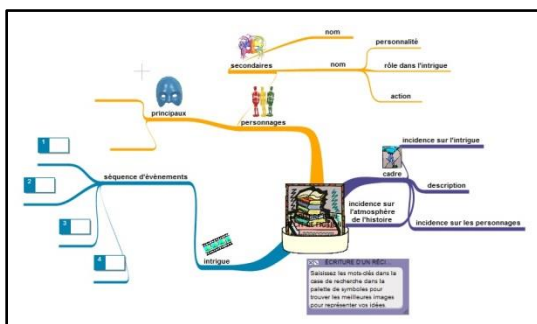 nom
personnalité
secondaires
nom
rôle dans l'intrigue
action
principaux
personnages
incidence sur l'intrigue
cadre
description
incidence sur les personnages
incidence sur
l'atmosphère
de l'histoire
séquence d'évènements
1
2
3
4
intrigue
ÉCRITURE D'UN RÉCI...
Saisissez les mots-clés dans la
case de recherche dans la
palette de symboles pour
trouver les meilleures images
pour représenter vos idées.